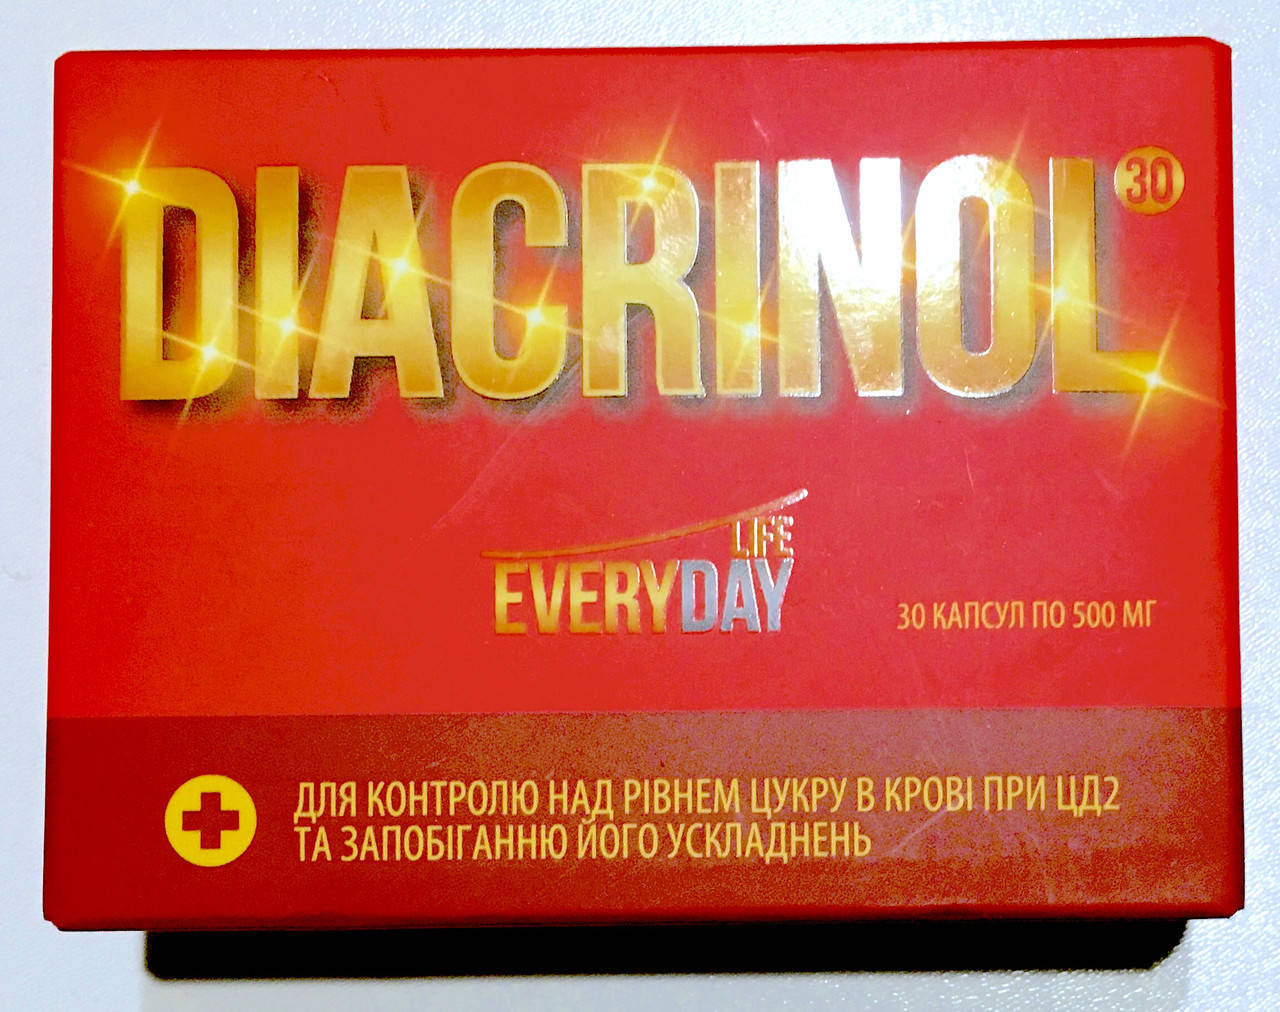 DIACRINOL 30
LIFE
EVERYDAY
30 КАПСУЛ ПО 500 МГ
ДЛЯ КОНТРОЛЮ НАД РІВНЕМ ЦУКРУ В КРОВІ ПРИ ЦД2
ТА ЗАПОБІГАННЮ ЙОГО УСКЛАДНЕНЬ